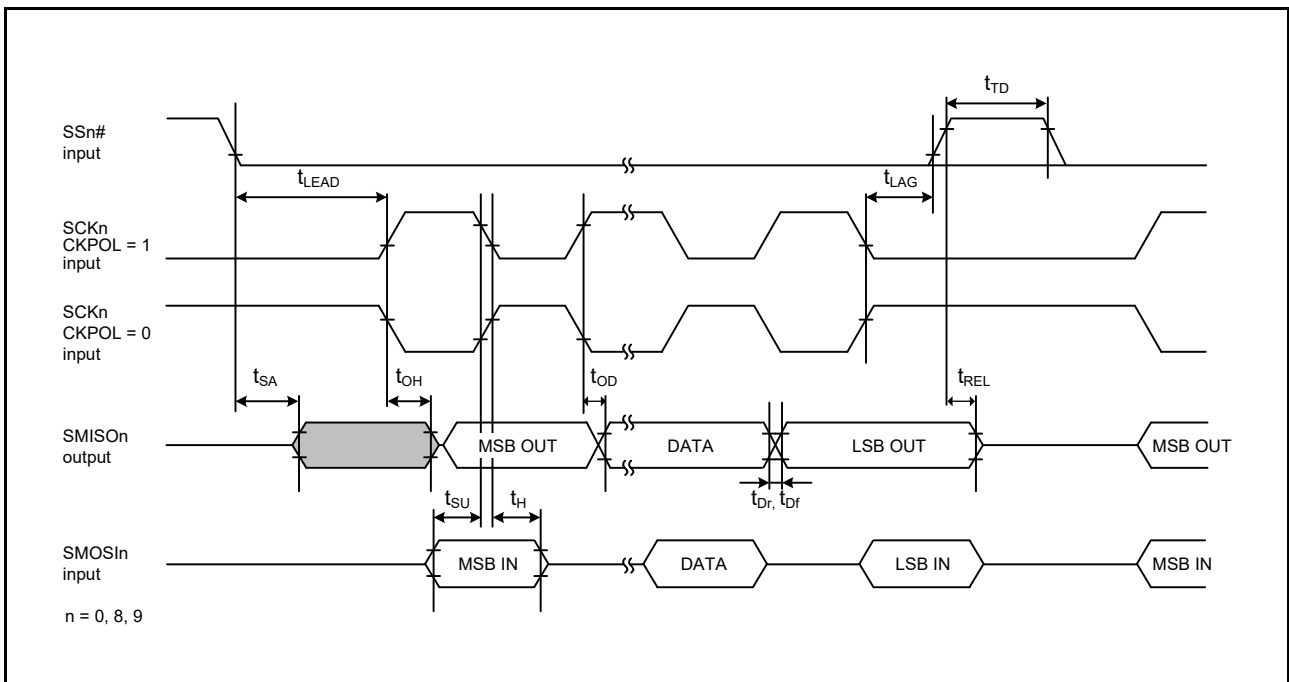 tTD
SSn#
input
tLEAD
tLAG
SCKn
CKPOL = 1
input
SCKn
CKPOL = 0
input
tSA
tOH
tOD
tREL
SMISOn
output
MSB OUT
DATA
LSB OUT
MSB OUT
tSU
tH
tDr, tDf
SMOSIn
input
MSB IN
DATA
LSB IN
MSB IN
n = 0, 8, 9